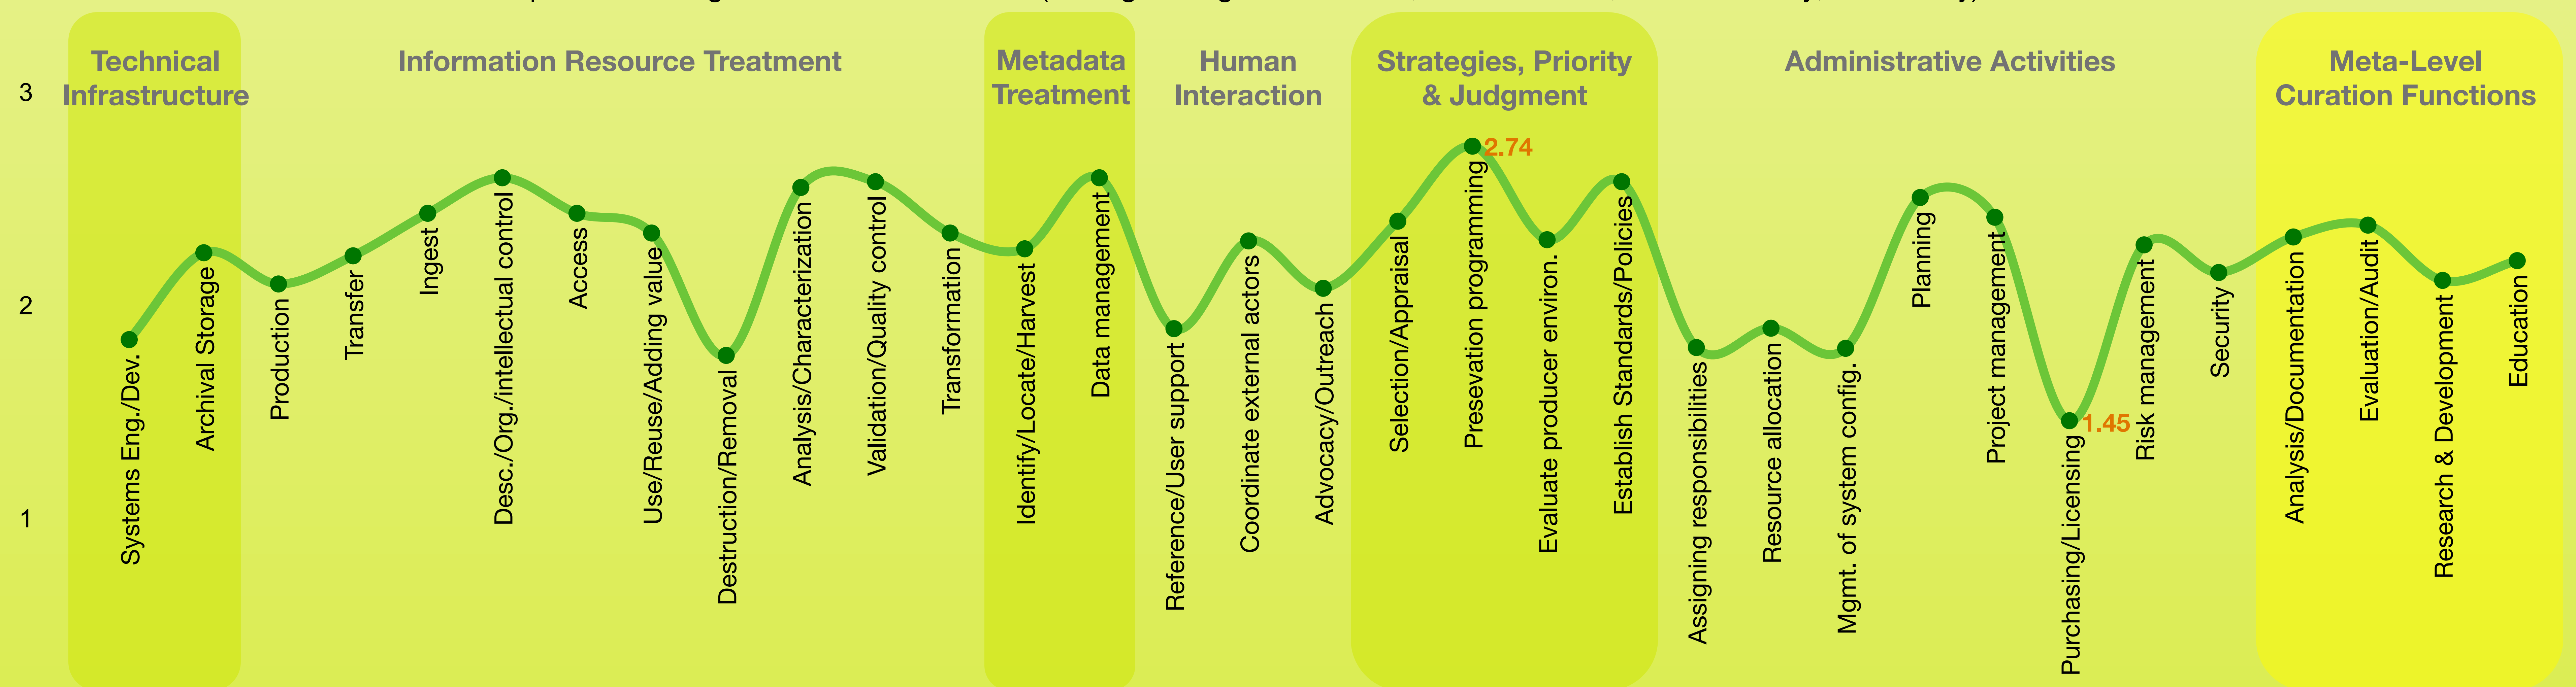 Technical
Infrastructure
Information Resource Treatment
Metadata
Treatment
Human
Interaction
Strategies, Priority
& Judgment
Administrative Activities
Meta-Level
Curation Functions
3
2
1
2.74
1.45
Systems Eng./Dev.
Archival Storage
Production
Transfer
Ingest
Desc./Org./intellectual control
Access
Use/Reuse/Adding value
Destruction/Removal
Analysis/Characterization
Validation/Quality control
Transformation
Identify/Locate/Harvest
Data management
Reference/User support
Coordinate external actors
Advocacy/Outreach
Selection/Appraisal
Presevation programming
Evaluate producer environ.
Establish Standards/Policies
Assigning responsibilities
Resource allocation
Mgmt. of system config.
Planning
Project management
Purchasing/Licensing
Risk management
Security
Analysis/Documentation
Evaluation/Audit
Research & Development
Education